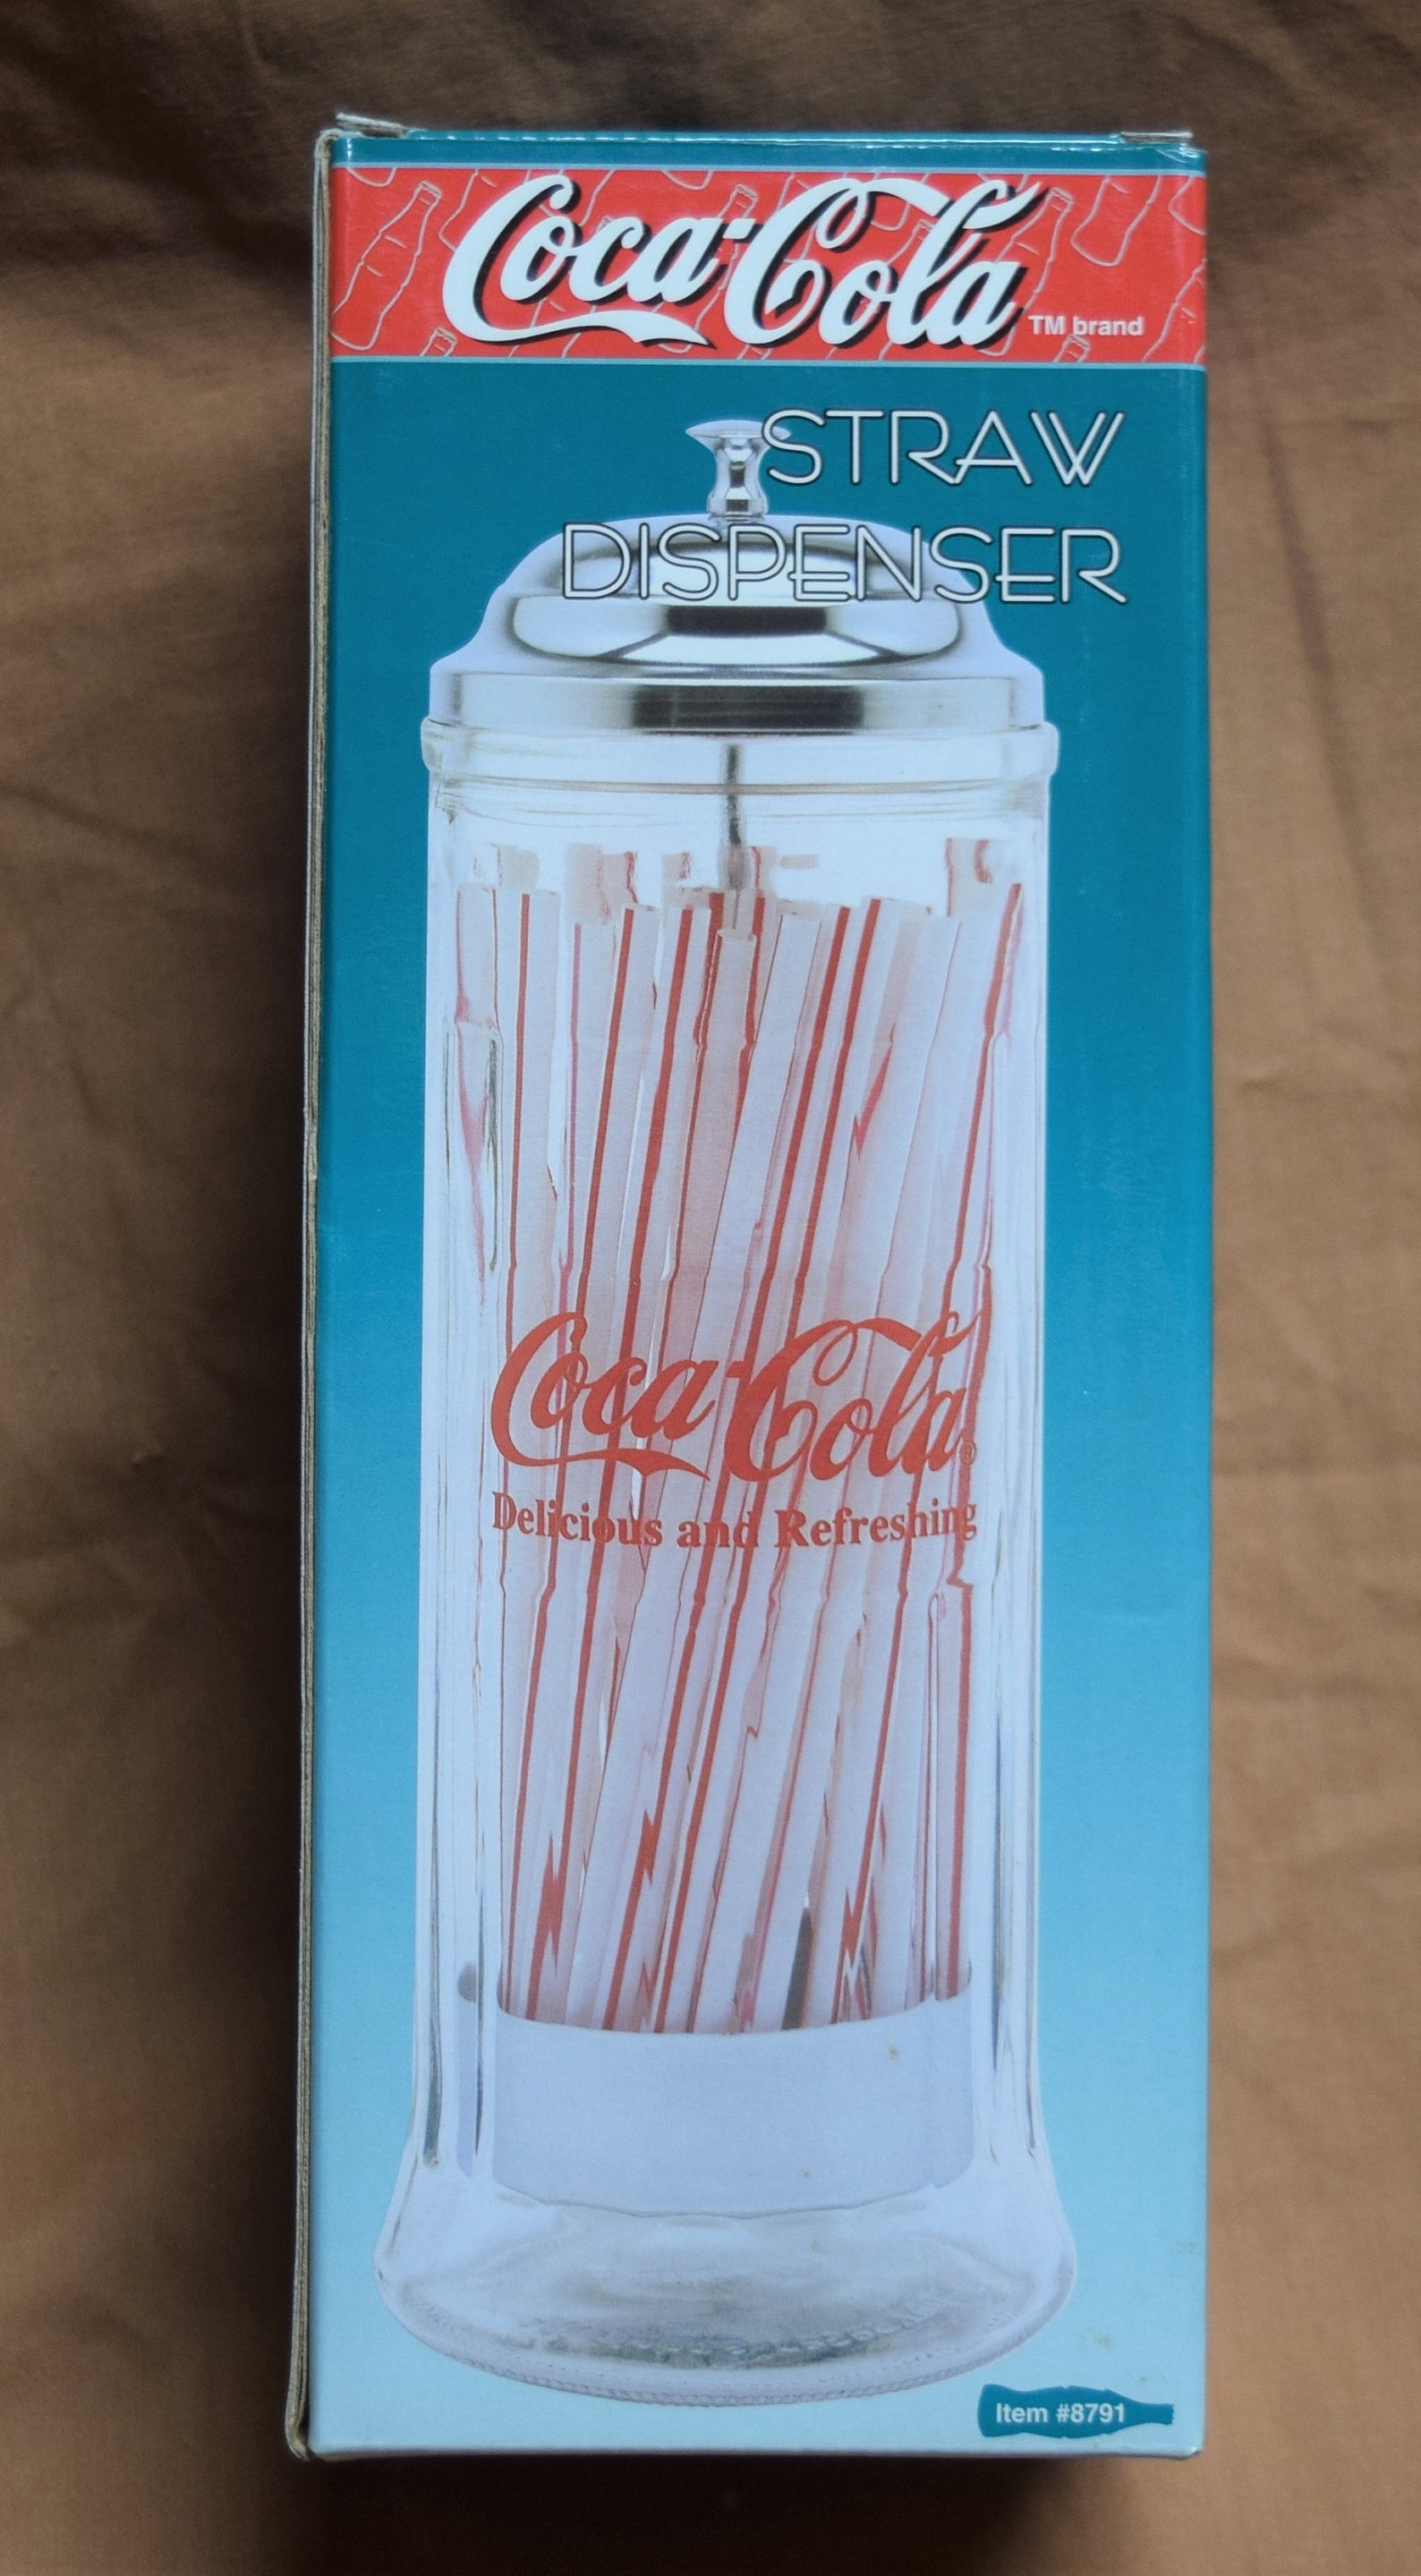 Coca-Cola TM brand
STRAW
DISPENSER
Coca-Cola®
Delicious and Refreshing
Item #8791